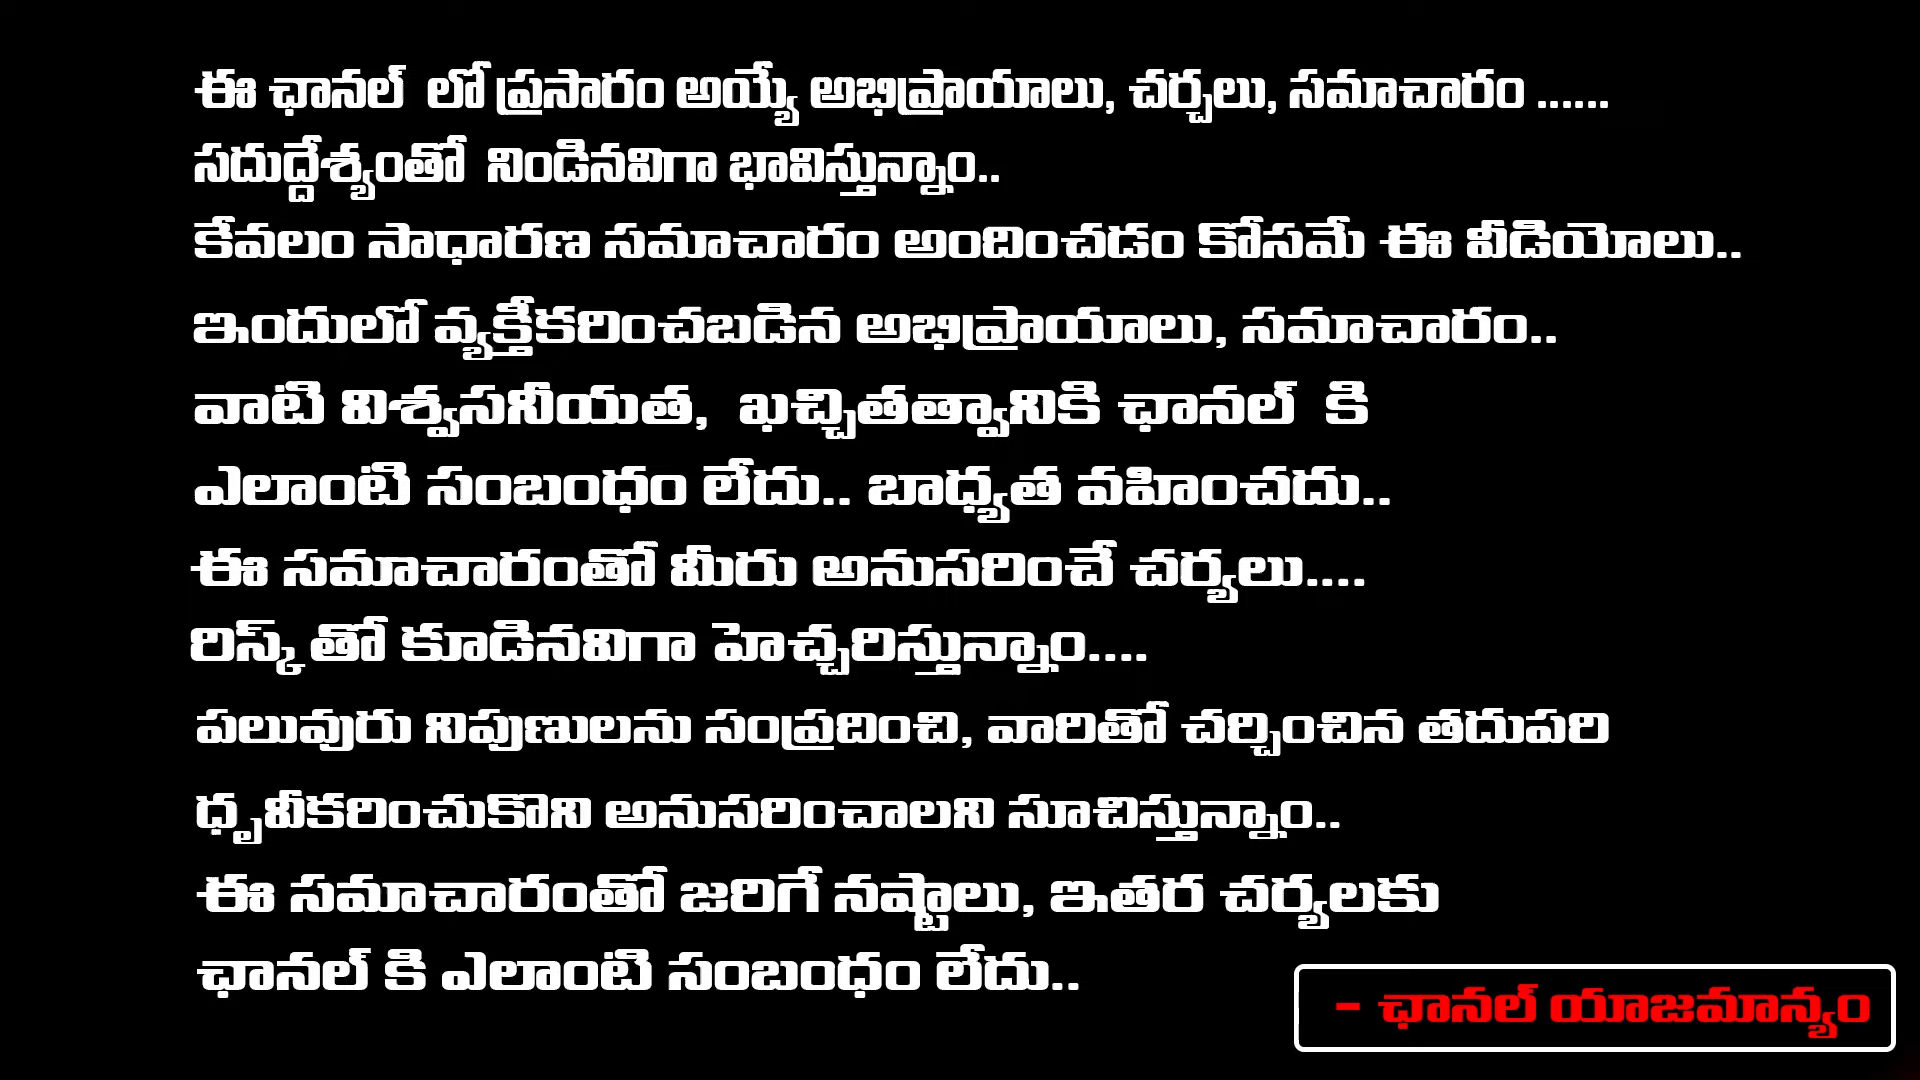 ఈ ఛానల్ లో ప్రసారం అయ్యే అభిప్రాయాలు, చర్చలు, సమాచారం ......
సదుద్దేశ్యంతో నిండినవిగా భావిస్తున్నాం..
కేవలం సాధారణ సమాచారం అందించడం కోసమే ఈ వీడియోలు..
ఇందులో వ్యక్తీకరించబడిన అభిప్రాయాలు, సమాచారం..
వాటి విశ్వసనీయత, ఖచ్చితత్వానికి ఛానల్ కి
ఎలాంటి సంబంధం లేదు.. బాధ్యత వహించదు..
ఈ సమాచారంతో మీరు అనుసరించే చర్యలు....
రిస్క్ తో కూడినవిగా హెచ్చరిస్తున్నాం....
పలువురు నిపుణులను సంప్రదించి, వారితో చర్చించిన తదుపరి
ధృవీకరించుకొని అనుసరించాలని సూచిస్తున్నాం..
ఈ సమాచారంతో జరిగే నష్టాలు, ఇతర చర్యలకు
ఛానల్ కి ఎలాంటి సంబంధం లేదు..
- ఛానల్ యాజమాన్యం